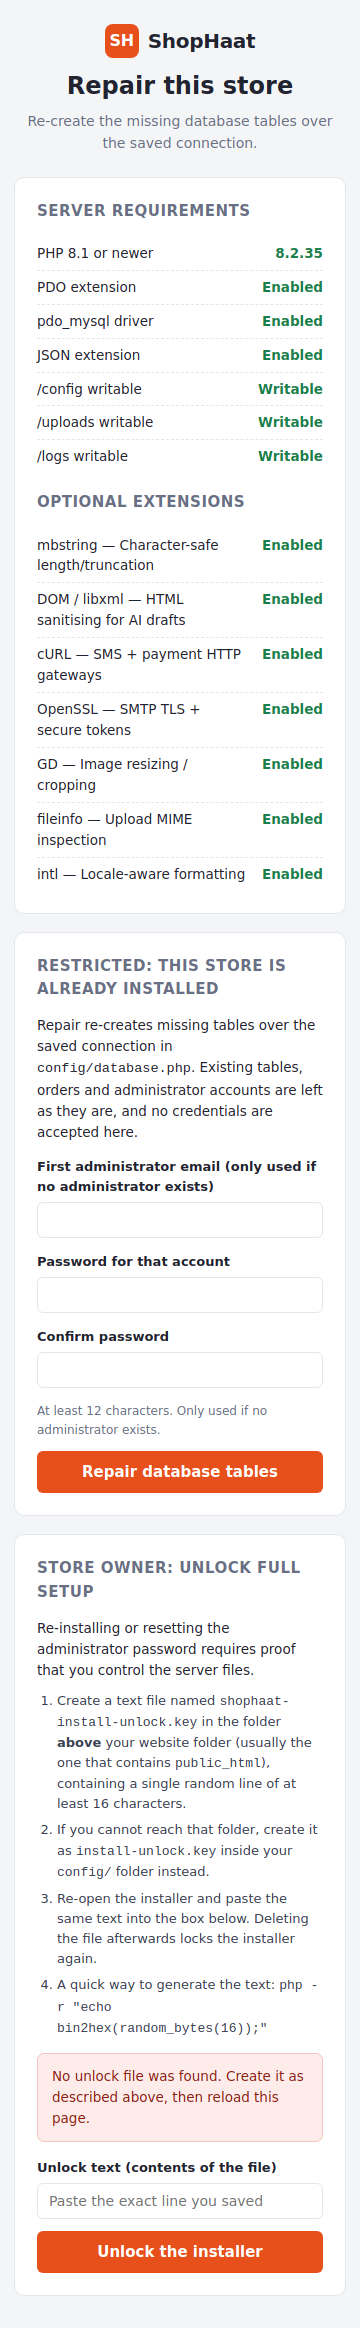 SH ShopHaat
Repair this store
Re-create the missing database tables over
the saved connection.
SERVER REQUIREMENTS
PHP 8.1 or newer 8.2.35
PDO extension Enabled
pdo_mysql driver Enabled
JSON extension Enabled
/config writable Writable
/uploads writable Writable
/logs writable Writable
OPTIONAL EXTENSIONS
mbstring — Character-safe Enabled
length/truncation
DOM / libxml — HTML Enabled
sanitising for AI drafts
cURL — SMS + payment HTTP Enabled
gateways
OpenSSL — SMTP TLS + Enabled
secure tokens
GD — Image resizing / Enabled
cropping
fileinfo — Upload MIME Enabled
inspection
intl — Locale-aware formatting Enabled
RESTRICTED: THIS STORE IS
ALREADY INSTALLED
Repair re-creates missing tables over the
saved connection in
config/database.php. Existing tables,
orders and administrator accounts are left
as they are, and no credentials are
accepted here.
First administrator email (only used if
no administrator exists)
Password for that account
Confirm password
At least 12 characters. Only used if no
administrator exists.
Repair database tables
STORE OWNER: UNLOCK FULL
SETUP
Re-installing or resetting the
administrator password requires proof
that you control the server files.
1. Create a text file named shophaat-
install-unlock.key in the folder
above your website folder (usually the
one that contains public_html),
containing a single random line of at
least 16 characters.
2. If you cannot reach that folder, create it
as install-unlock.key inside your
config/ folder instead.
3. Re-open the installer and paste the
same text into the box below. Deleting
the file afterwards locks the installer
again.
4. A quick way to generate the text: php -
r "echo
bin2hex(random_bytes(16));"
No unlock file was found. Create it as
described above, then reload this
page.
Unlock text (contents of the file)
Paste the exact line you saved
Unlock the installer